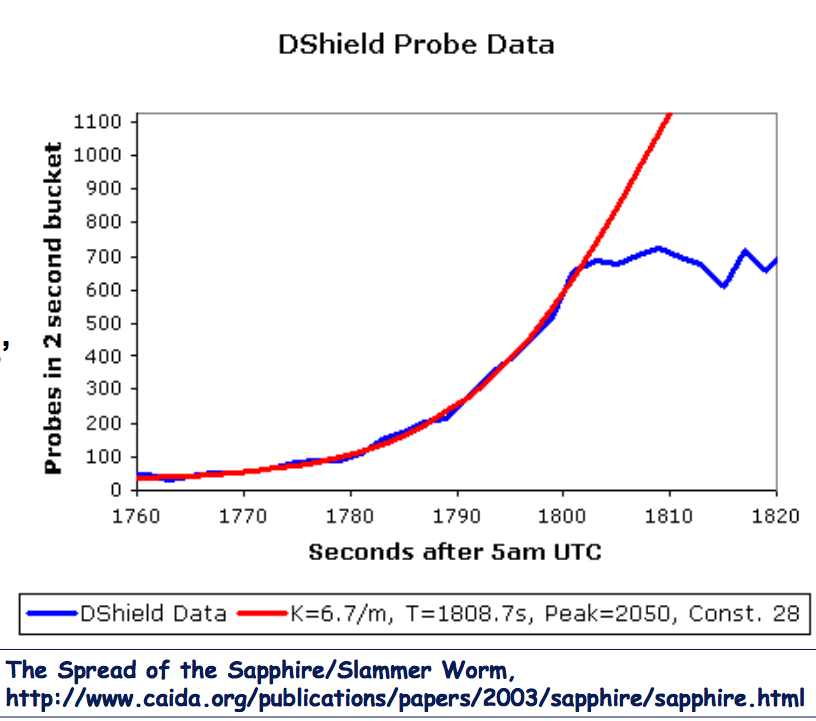 DShield Probe Data
Probes in 2 second bucket
1100
1000
900
800
700
600
500
400
300
200
100
0
1760 1770 1780 1790 1800 1810 1820
Seconds after 5am UTC
DShield Data K=6.7/m, T=1808.7s, Peak=2050, Const. 28
The Spread of the Sapphire/Slammer Worm,
http://www.caida.org/publications/papers/2003/sapphire/sapphire.html